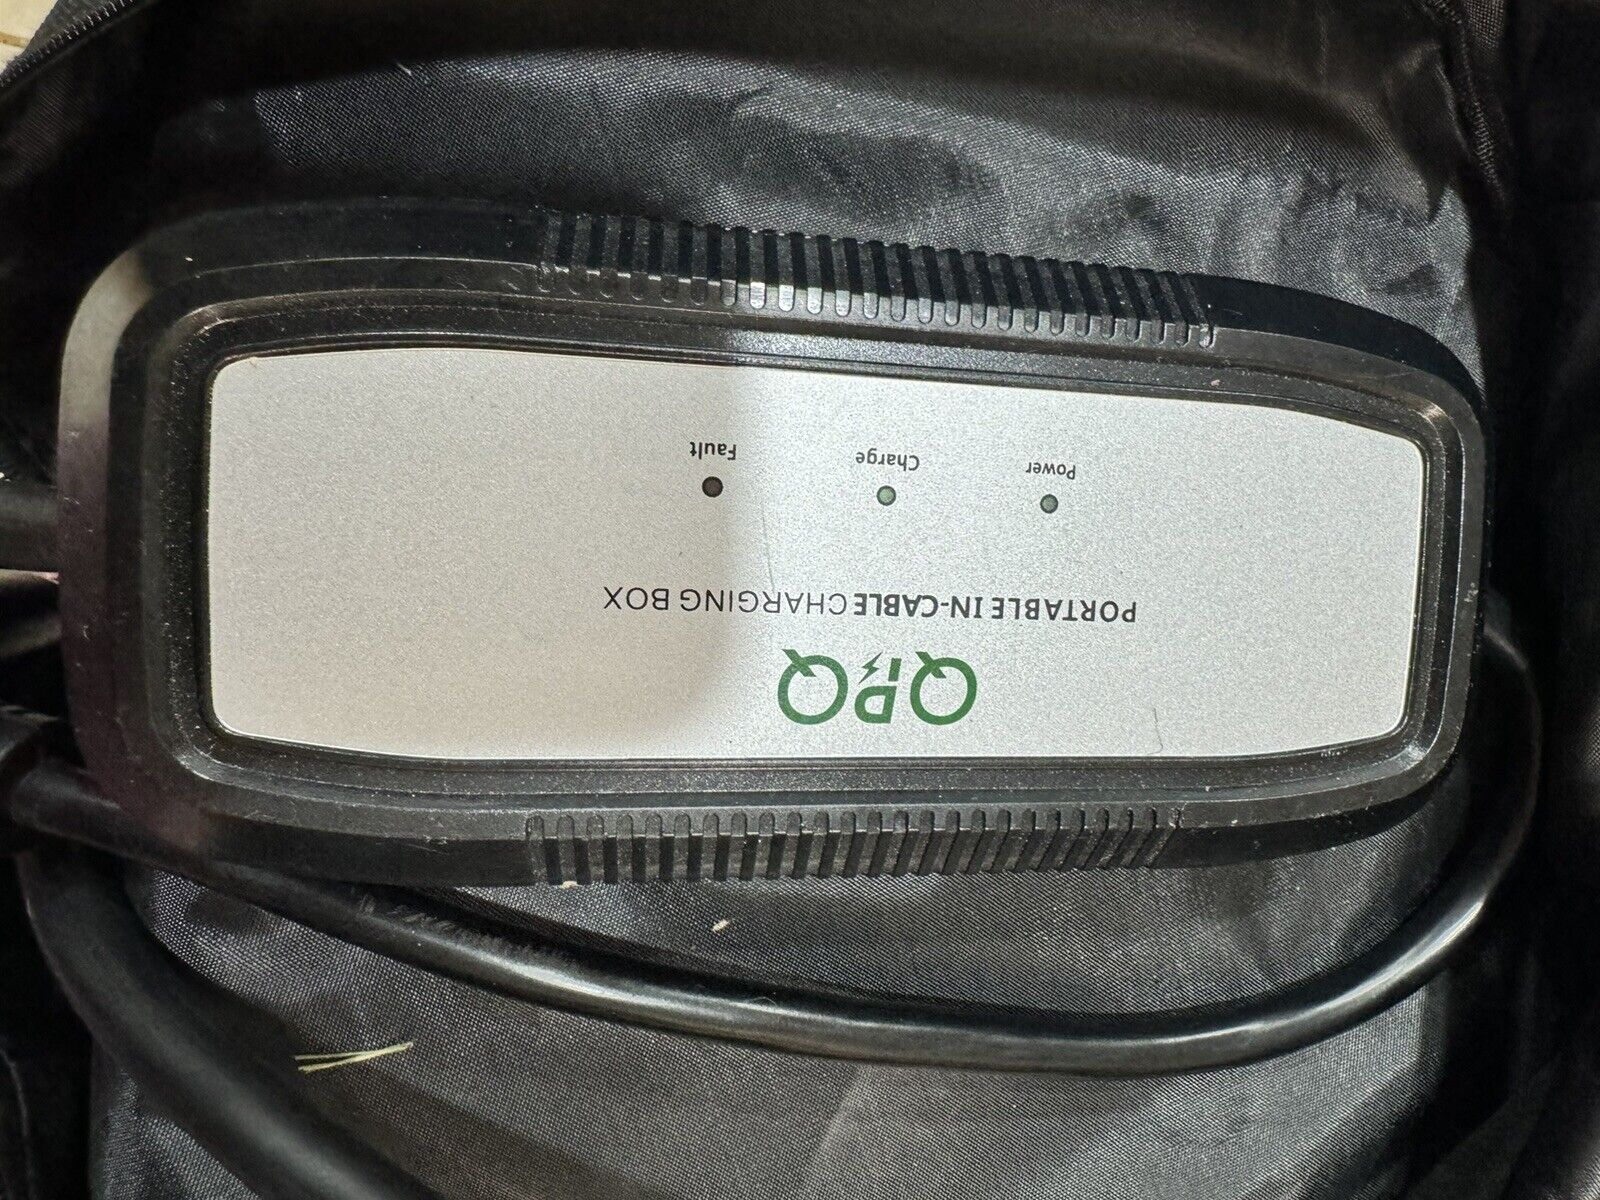 QPQ
PORTABLE IN-CABLE CHARGING BOX
Power Charge Fault